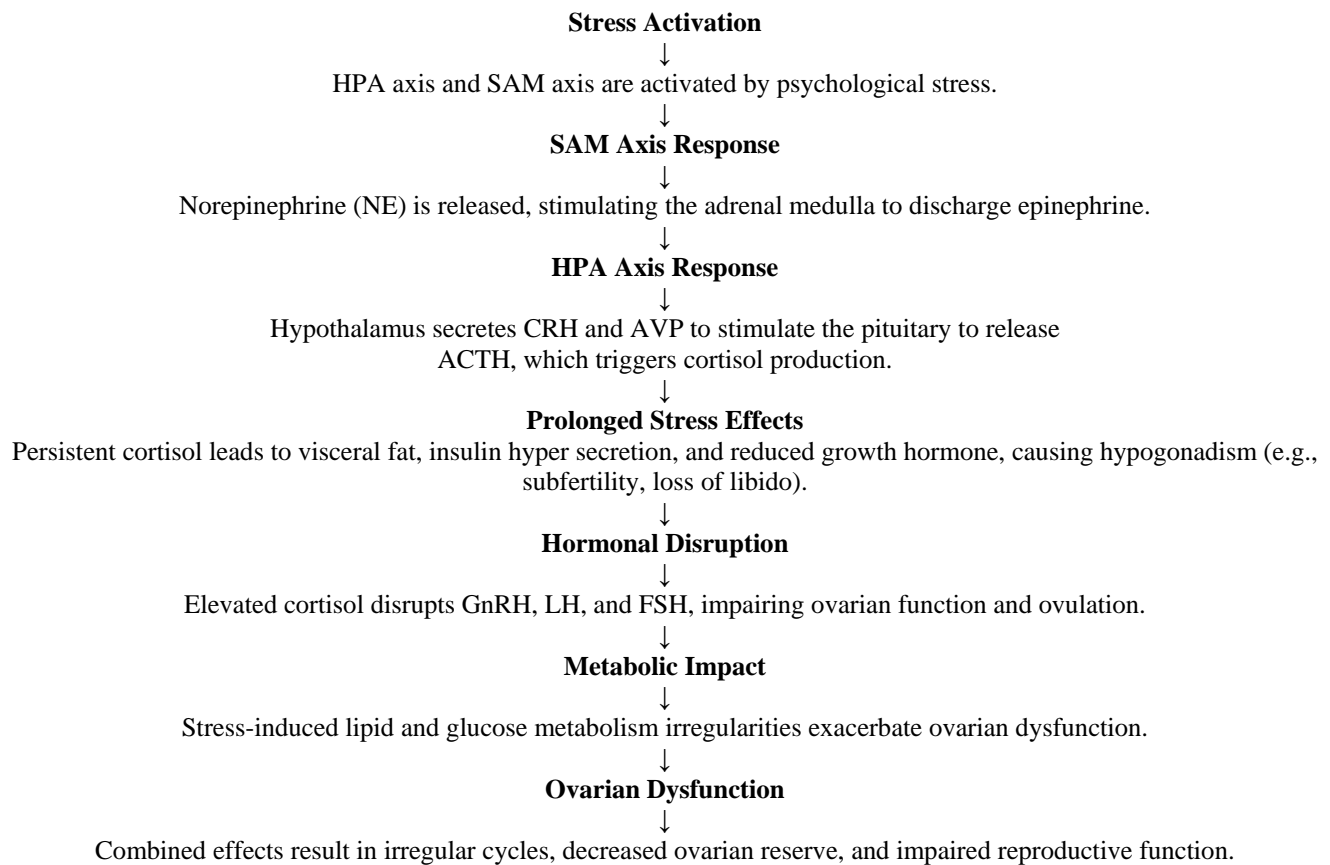 Stress Activation
↓
HPA axis and SAM axis are activated by psychological stress.
↓
SAM Axis Response
↓
Norepinephrine (NE) is released, stimulating the adrenal medulla to discharge epinephrine.
↓
HPA Axis Response
↓
Hypothalamus secretes CRH and AVP to stimulate the pituitary to release
ACTH, which triggers cortisol production.
↓
Prolonged Stress Effects
Persistent cortisol leads to visceral fat, insulin hyper secretion, and reduced growth hormone, causing hypogonadism (e.g.,
subfertility, loss of libido).
↓
Hormonal Disruption
↓
Elevated cortisol disrupts GnRH, LH, and FSH, impairing ovarian function and ovulation.
↓
Metabolic Impact
↓
Stress-induced lipid and glucose metabolism irregularities exacerbate ovarian dysfunction.
↓
Ovarian Dysfunction
↓
Combined effects result in irregular cycles, decreased ovarian reserve, and impaired reproductive function.